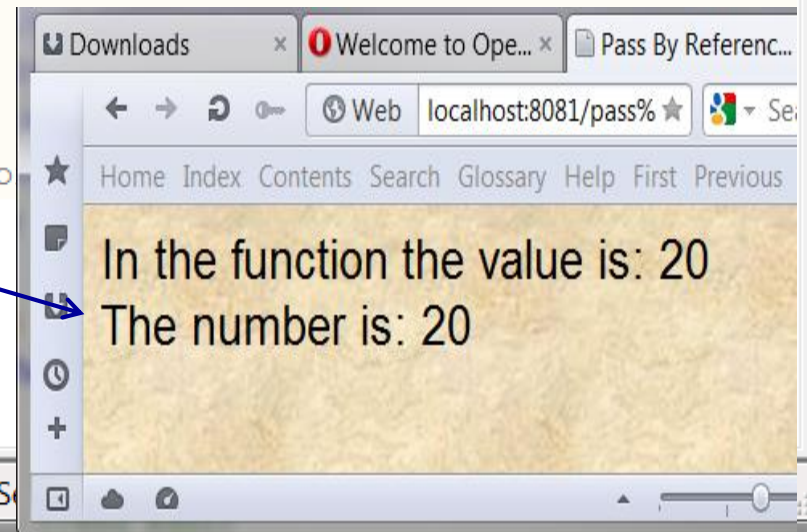 Downloads × Welcome to Ope... × Pass By Referenc...
Web localhost:8081/pass%
Home Index Contents Search Glossary Help First Previous
In the function the value is: 20
The number is: 20